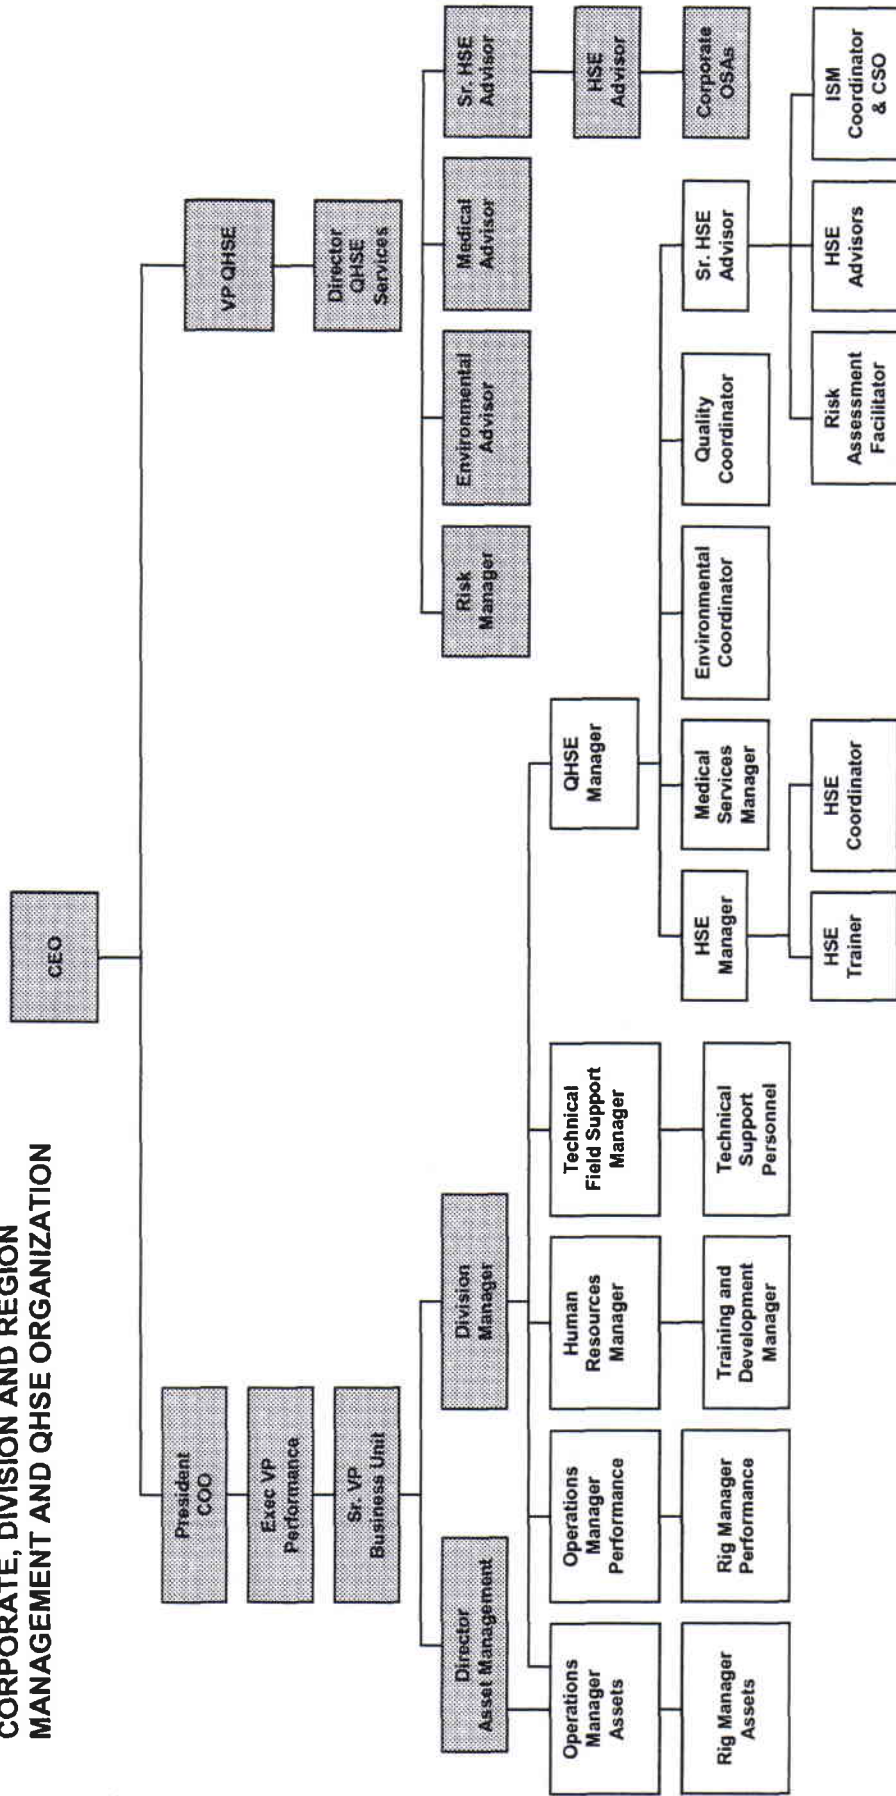 CORPORATE, DIVISION AND REGION
MANAGEMENT AND QHSE ORGANIZATION
CEO
President
COO
Exec VP
Performance
Sr. VP
Business Unit
VP QHSE
Director
QHSE
Services
Director
Asset Management
Division
Manager
Risk
Manager
Environmental
Advisor
Medical
Advisor
Sr. HSE
Advisor
HSE
Advisor
Corporate
OSAs
Operations
Manager
Assets
Operations
Manager
Performance
Human
Resources
Manager
Technical
Field Support
Manager
QHSE
Manager
Rig Manager
Assets
Rig Manager
Performance
Training and
Development
Manager
Technical
Support
Personnel
HSE
Manager
Medical
Services
Manager
Environmental
Coordinator
Quality
Coordinator
Sr. HSE
Advisor
HSE
Trainer
HSE
Coordinator
Risk
Assessment
Facilitator
HSE
Advisors
ISM
Coordinator
& CSO